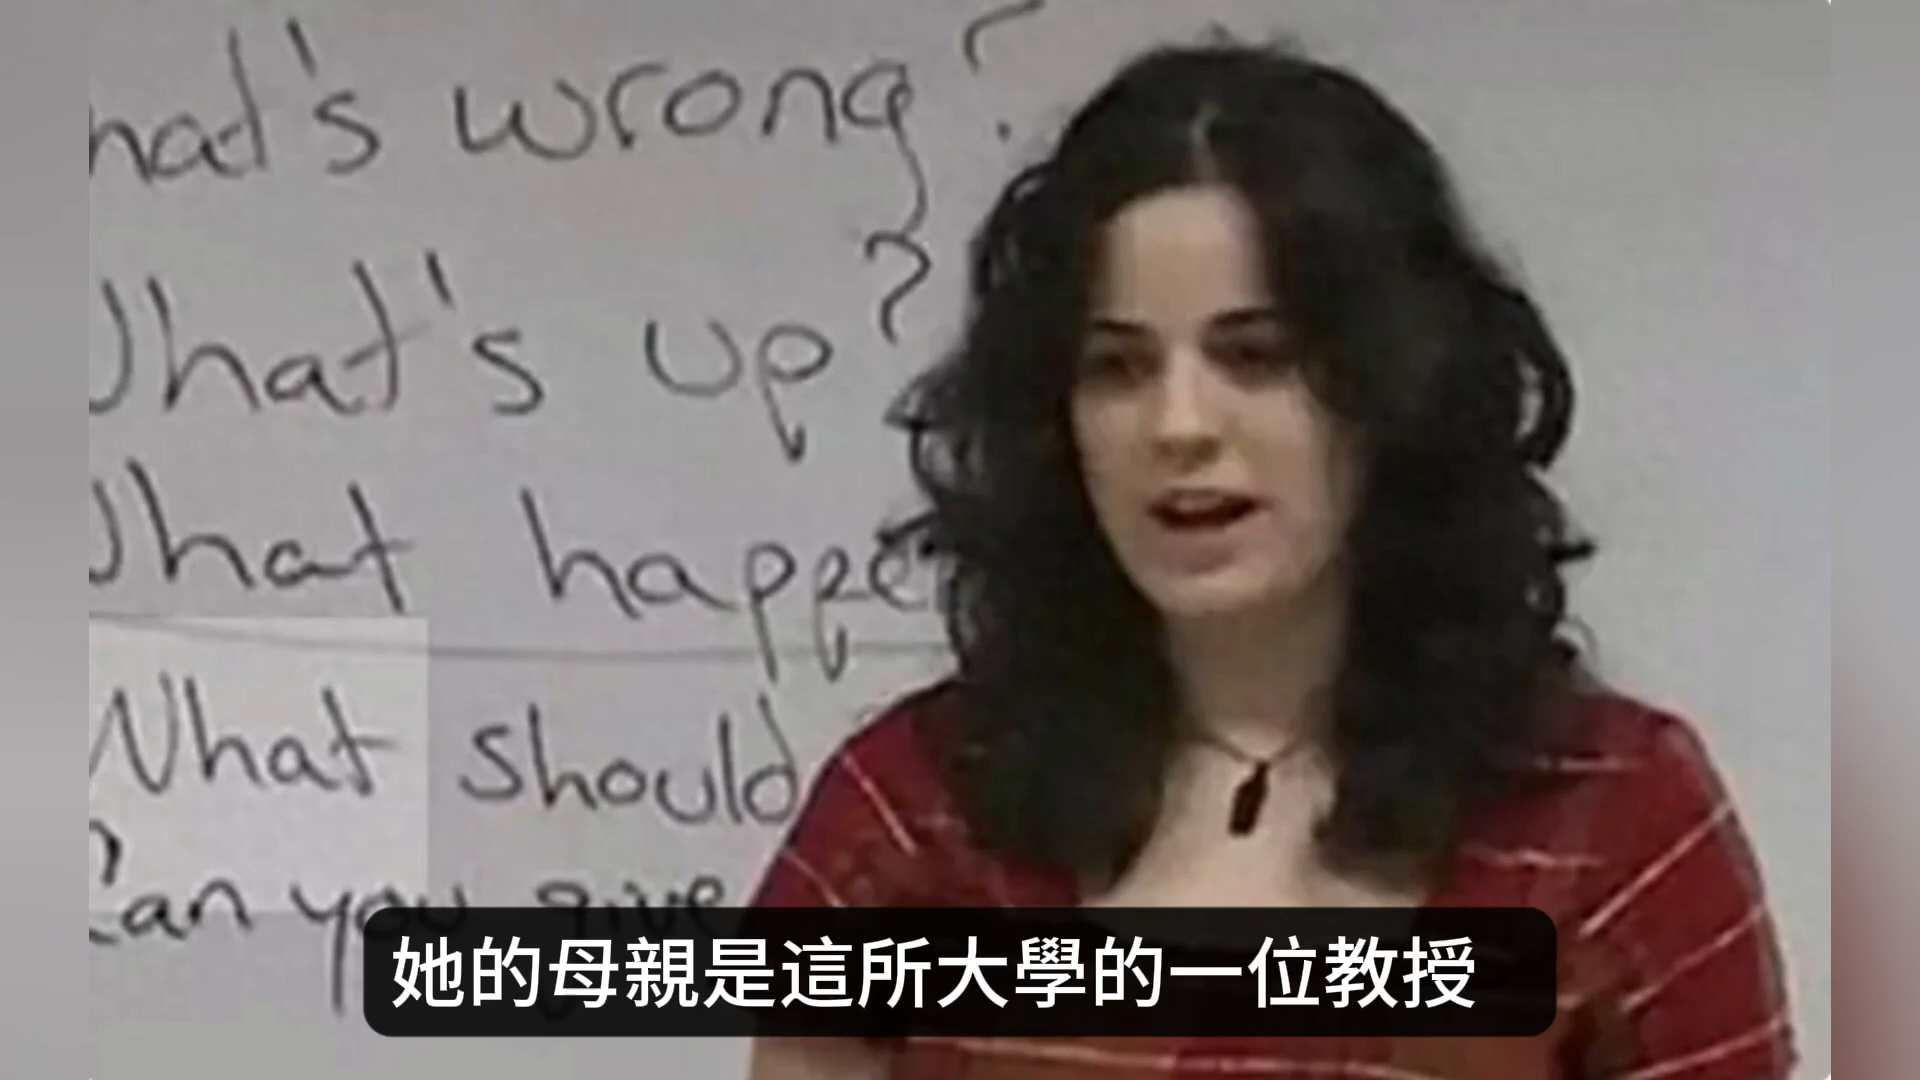 hat's wrong?
What's up?
What happe
What should
Can you give
她的母親是這所大學的一位教授